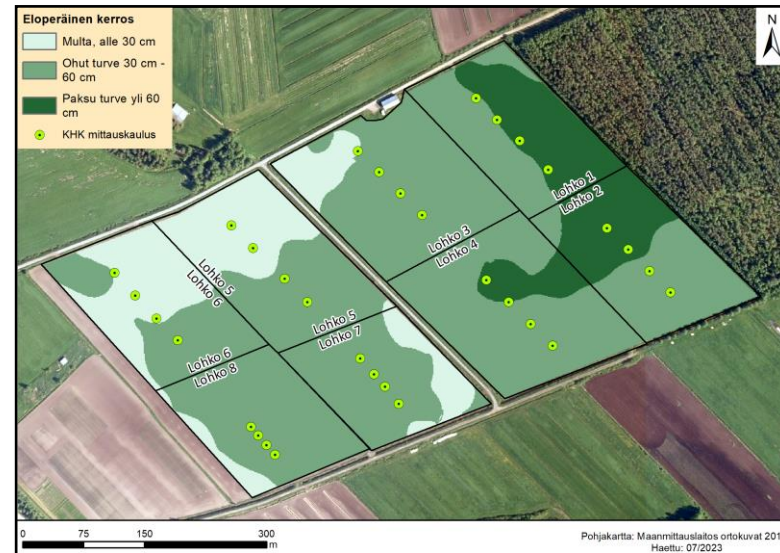 Eloperäinen kerros
Multa, alle 30 cm
Ohut turve 30 cm -
60 cm
Paksu turve yli 60
cm
KHK mittauskaulus
N
Lohko 1
Lohko 2
Lohko 3
Lohko 4
Lohko 5
Lohko 6
Lohko 5
Lohko 7
Lohko 6
Lohko 8
0 75 150 300
m
Pohjakartta: Maanmittauslaitos ortokuvat 201
Haettu: 07/2023